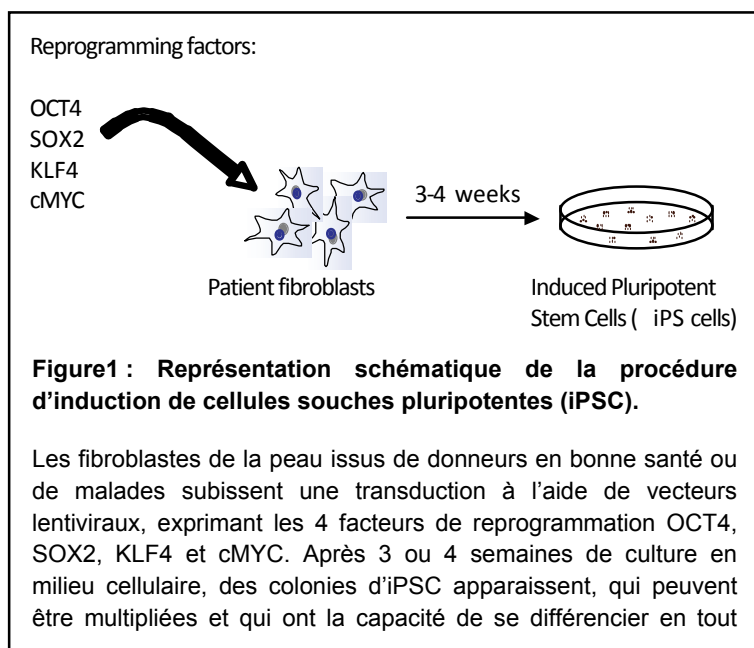 Reprogramming factors:
OCT4
SOX2
KLF4
cMYC
3-4 weeks
Patient fibroblasts
Induced Pluripotent
Stem Cells ( iPS cells)
Figure1 : Représentation schématique de la procédure
d’induction de cellules souches pluripotentes (iPSC).
Les fibroblastes de la peau issus de donneurs en bonne santé ou
de malades subissent une transduction à l’aide de vecteurs
lentiviraux, exprimant les 4 facteurs de reprogrammation OCT4,
SOX2, KLF4 et cMYC. Après 3 ou 4 semaines de culture en
milieu cellulaire, des colonies d’iPSC apparaissent, qui peuvent
être multipliées et qui ont la capacité de se différencier en tout